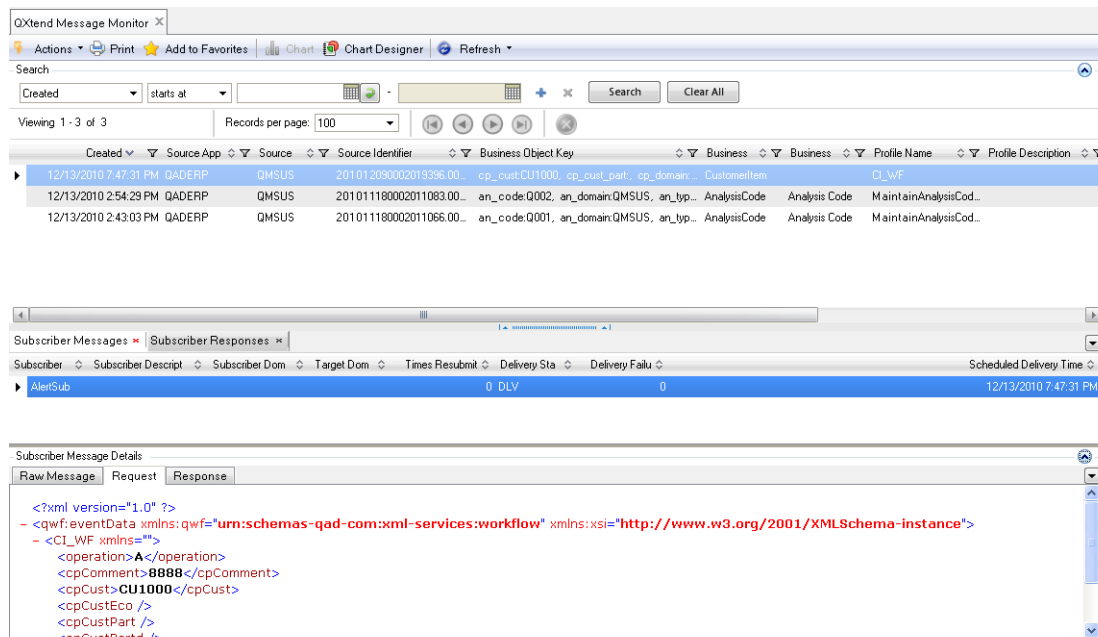 QXtend Message Monitor
Actions Print Add to Favorites Chart Chart Designer Refresh
Search
Created starts at - Search Clear All
Viewing 1 - 3 of 3 Records per page: 100
Created Source App Source Source Identifier Business Object Key Business Business Profile Name Profile Description
12/13/2010 7:47:31 PM QADERP QMSUS 201012090002019396.00... cp_cust:CU1000, cp_cust_part:, cp_domain:... CustomerItem CI_WF
12/13/2010 2:54:29 PM QADERP QMSUS 201011180002011083.00... an_code:Q002, an_domain:QMSUS, an_typ... AnalysisCode Analysis Code MaintainAnalysisCod...
12/13/2010 2:43:03 PM QADERP QMSUS 201011180002011066.00... an_code:Q001, an_domain:QMSUS, an_typ... AnalysisCode Analysis Code MaintainAnalysisCod...
Subscriber Messages Subscriber Responses
Subscriber Subscriber Descript Subscriber Dom Target Dom Times Resubmit Delivery Sta Delivery Failu Scheduled Delivery Time
AlertSub 0 DLV 0 12/13/2010 7:47:31 PM
Subscriber Message Details
Raw Message Request Response
<?xml version="1.0" ?>
- <qwf:eventData xmlns:qwf="urn:schemas-qad-com:xml-services:workflow" xmlns:xsi="http://www.w3.org/2001/XMLSchema-instance">
- <CI_WF xmlns="">
<operation>A</operation>
<cpComment>8888</cpComment>
<cpCust>CU1000</cpCust>
<cpCustEco />
<cpCustPart />
<cpCustPartd />